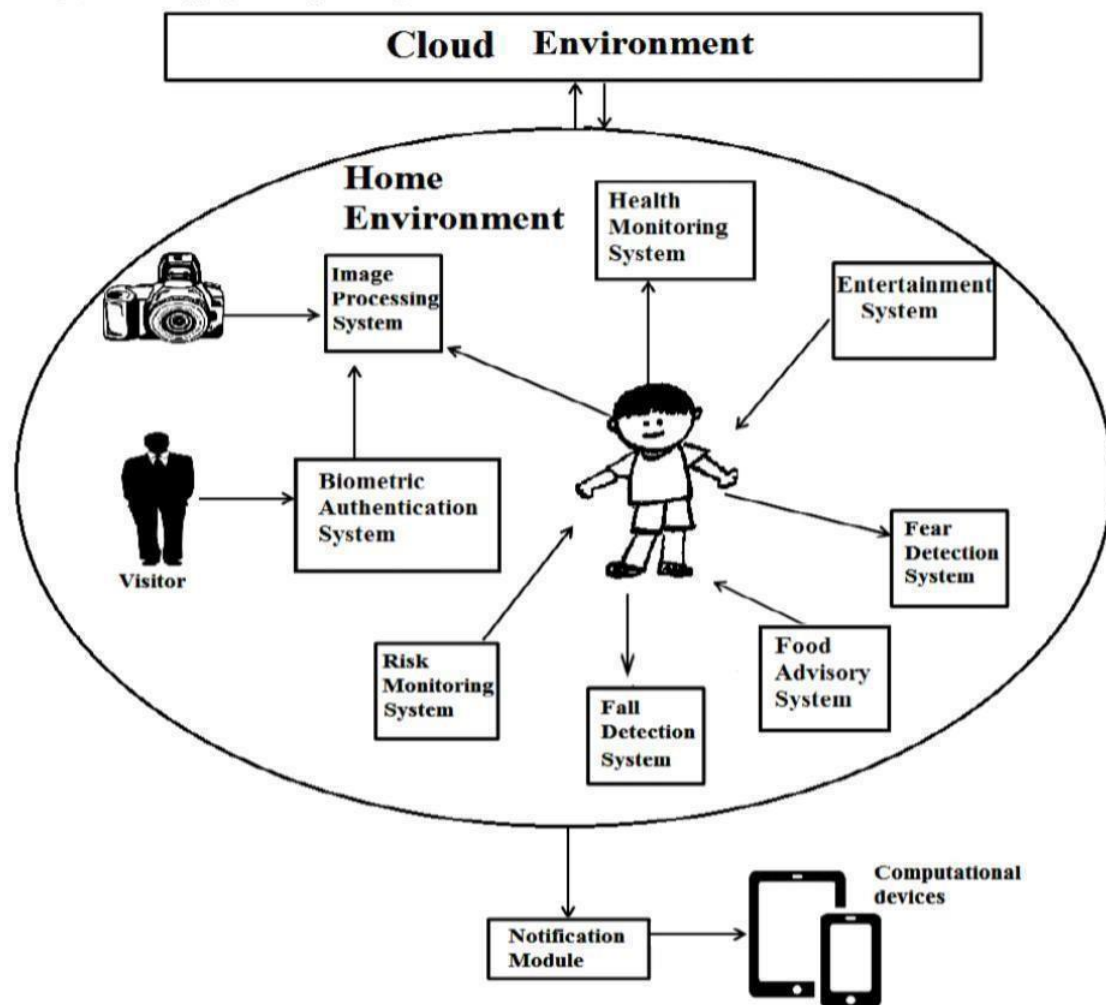 Cloud Environment
Home
Environment
Health
Monitoring
System
Image
Processing
System
Entertainment
System
Biometric
Authentication
System
Visitor
Fear
Detection
System
Risk
Monitoring
System
Food
Advisory
System
Fall
Detection
System
Computational
devices
Notification
Module